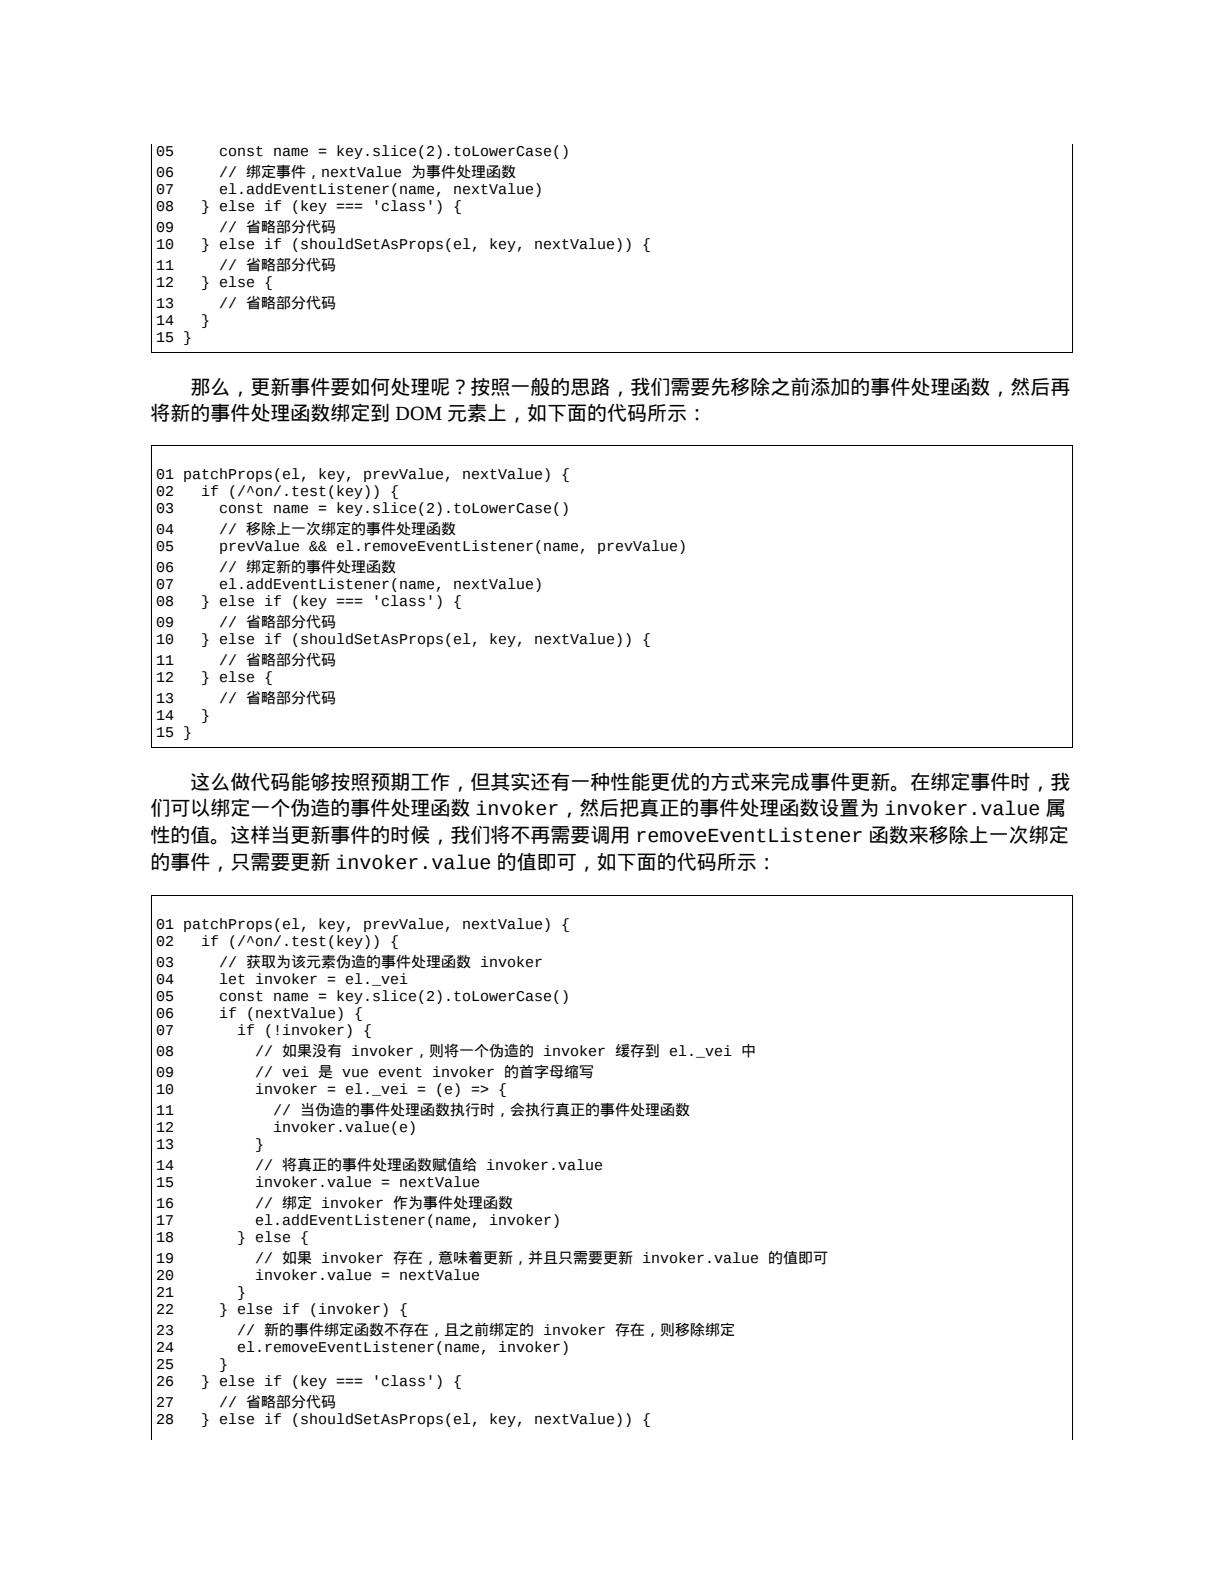 05     const name = key.slice(2).toLowerCase()
06     // 绑定事件，nextValue 为事件处理函数
07     el.addEventListener(name, nextValue)
08   } else if (key === 'class') {
09     // 省略部分代码
10   } else if (shouldSetAsProps(el, key, nextValue)) {
11     // 省略部分代码
12   } else {
13     // 省略部分代码
14   }
15 }
那么，更新事件要如何处理呢？按照一般的思路，我们需要先移除之前添加的事件处理函数，然后再
将新的事件处理函数绑定到 DOM 元素上，如下面的代码所示：
01 patchProps(el, key, prevValue, nextValue) {
02   if (/^on/.test(key)) {
03     const name = key.slice(2).toLowerCase()
04     // 移除上一次绑定的事件处理函数
05     prevValue && el.removeEventListener(name, prevValue)
06     // 绑定新的事件处理函数
07     el.addEventListener(name, nextValue)
08   } else if (key === 'class') {
09     // 省略部分代码
10   } else if (shouldSetAsProps(el, key, nextValue)) {
11     // 省略部分代码
12   } else {
13     // 省略部分代码
14   }
15 }
这么做代码能够按照预期工作，但其实还有一种性能更优的方式来完成事件更新。在绑定事件时，我
们可以绑定一个伪造的事件处理函数 invoker，然后把真正的事件处理函数设置为 invoker.value 属
性的值。这样当更新事件的时候，我们将不再需要调用 removeEventListener 函数来移除上一次绑定
的事件，只需要更新 invoker.value 的值即可，如下面的代码所示：
01 patchProps(el, key, prevValue, nextValue) {
02   if (/^on/.test(key)) {
03     // 获取为该元素伪造的事件处理函数 invoker
04     let invoker = el._vei
05     const name = key.slice(2).toLowerCase()
06     if (nextValue) {
07       if (!invoker) {
08         // 如果没有 invoker，则将一个伪造的 invoker 缓存到 el._vei 中
09         // vei 是 vue event invoker 的首字母缩写
10         invoker = el._vei = (e) => {
11           // 当伪造的事件处理函数执行时，会执行真正的事件处理函数
12           invoker.value(e)
13         }
14         // 将真正的事件处理函数赋值给 invoker.value
15         invoker.value = nextValue
16         // 绑定 invoker 作为事件处理函数
17         el.addEventListener(name, invoker)
18       } else {
19         // 如果 invoker 存在，意味着更新，并且只需要更新 invoker.value 的值即可
20         invoker.value = nextValue
21       }
22     } else if (invoker) {
23       // 新的事件绑定函数不存在，且之前绑定的 invoker 存在，则移除绑定
24       el.removeEventListener(name, invoker)
25     }
26   } else if (key === 'class') {
27     // 省略部分代码
28   } else if (shouldSetAsProps(el, key, nextValue)) {